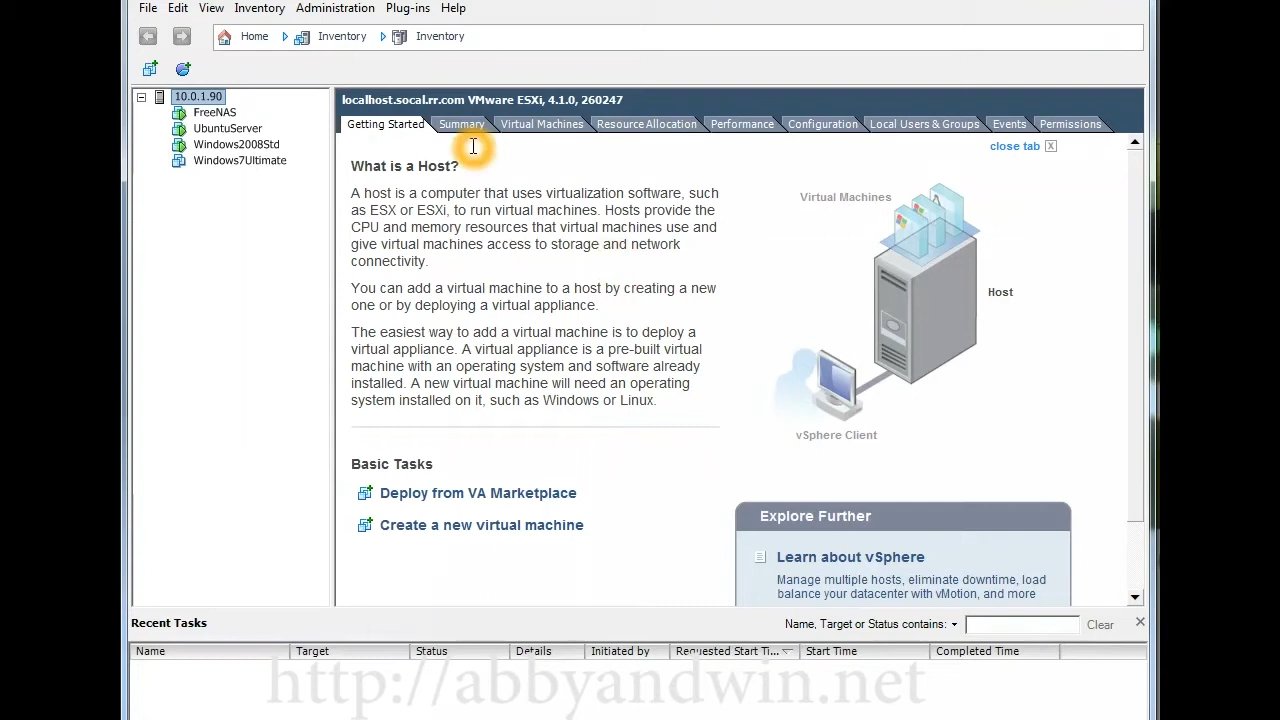 File Edit View Inventory Administration Plug-ins Help
Home Inventory Inventory
10.0.1.90
FreeNAS
UbuntuServer
Windows2008Std
Windows7Ultimate
localhost.socal.rr.com VMware ESXi, 4.1.0, 260247
Getting Started Summary Virtual Machines Resource Allocation Performance Configuration Local Users & Groups Events Permissions
close tab X
What is a Host?
A host is a computer that uses virtualization software, such
as ESX or ESXi, to run virtual machines. Hosts provide the
CPU and memory resources that virtual machines use and
give virtual machines access to storage and network
connectivity.
You can add a virtual machine to a host by creating a new
one or by deploying a virtual appliance.
The easiest way to add a virtual machine is to deploy a
virtual appliance. A virtual appliance is a pre-built virtual
machine with an operating system and software already
installed. A new virtual machine will need an operating
system installed on it, such as Windows or Linux.
Virtual Machines
Host
vSphere Client
Basic Tasks
Deploy from VA Marketplace
Create a new virtual machine
Explore Further
Learn about vSphere
Manage multiple hosts, eliminate downtime, load
balance your datacenter with vMotion, and more
Recent Tasks
Name, Target or Status contains: Clear
Name Target Status Details Initiated by Requested Start Ti... Start Time Completed Time
http://abbyandwin.net